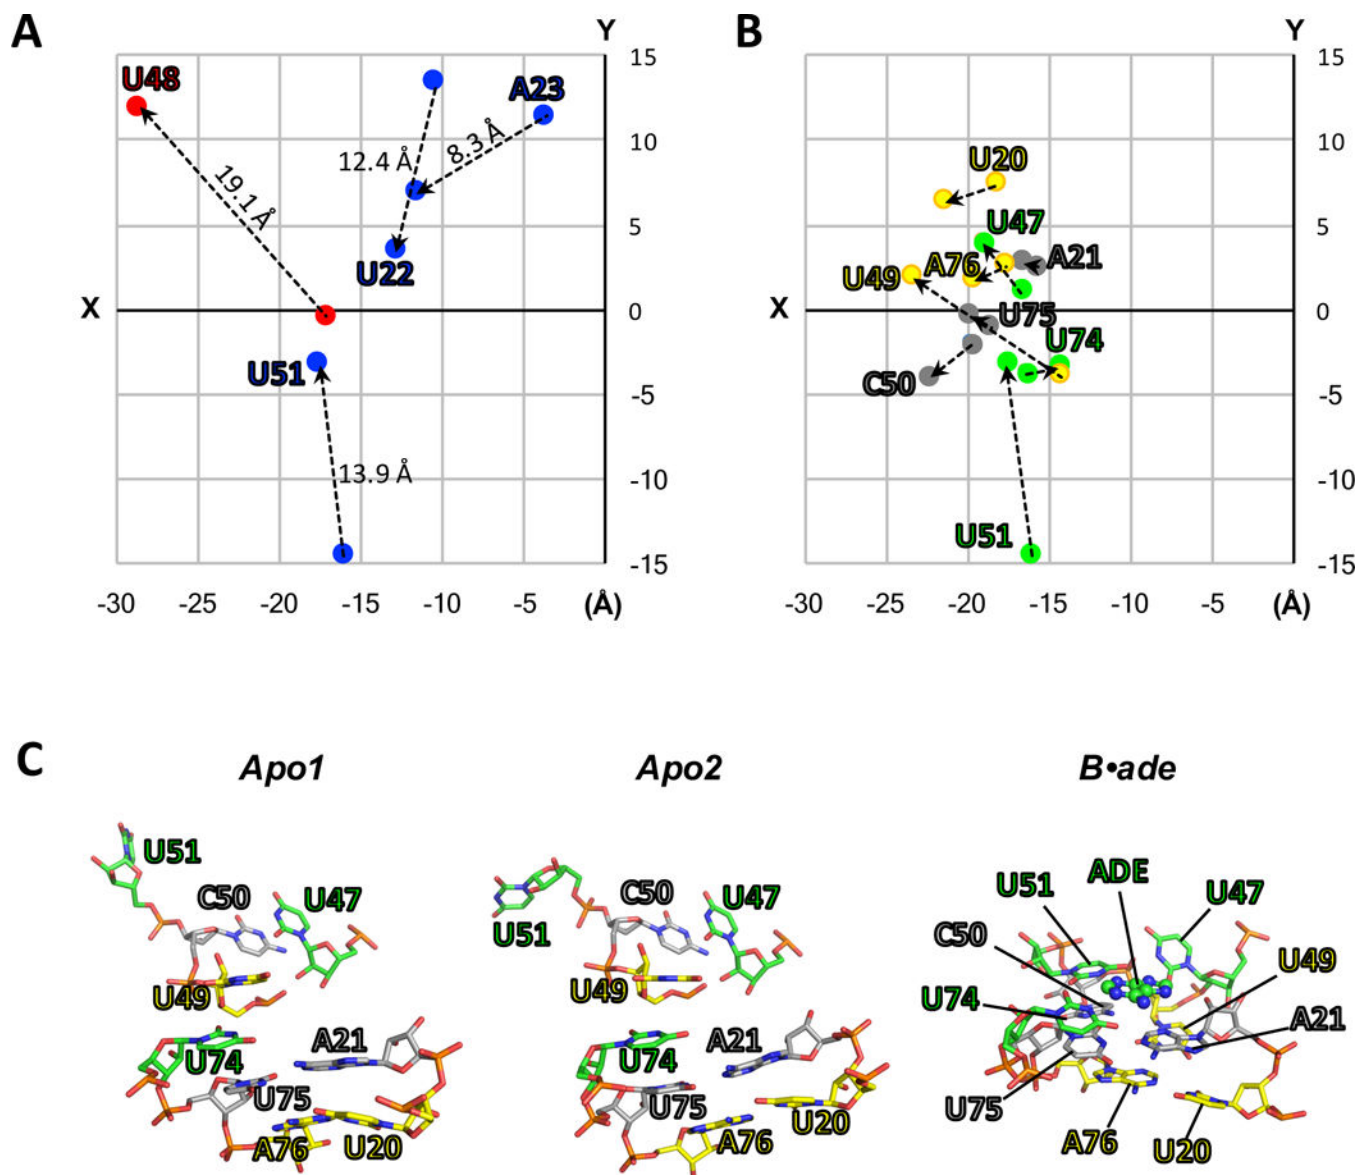 A
Y
B
Y
15
15
U48
A23
10
10
12.4 Å
8.3 Å
19.1 Å
U20
U47
5
5
U22
A21
A76
U49
X
0
X
U75
0
U51
U74
C50
-5
-5
13.9 Å
-10
-10
U51
-15
-15
-30
-25
-20
-15
-10
-5
(Å)
-30
-25
-20
-15
-10
-5
(Å)
C
Apo1
Apo2
B•ade
U51
C50
U47
U49
U74
A21
U75
A76
U20
C50
U47
U51
U49
U74
A21
U75
U20
A76
ADE
U51
U47
C50
U49
U74
A21
U75
A76
U20